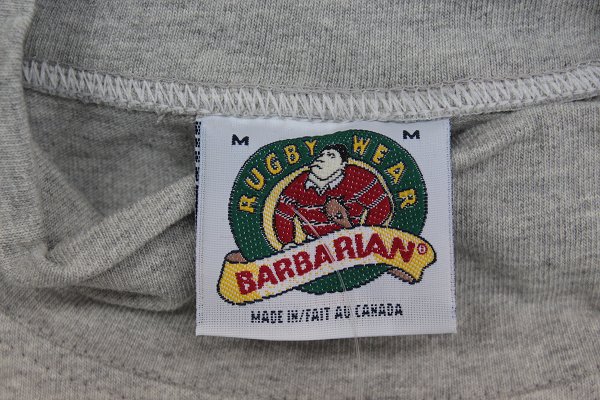 M M
RUGBY WEAR
BARBARIAN®
MADE IN/FAIT AU CANADA